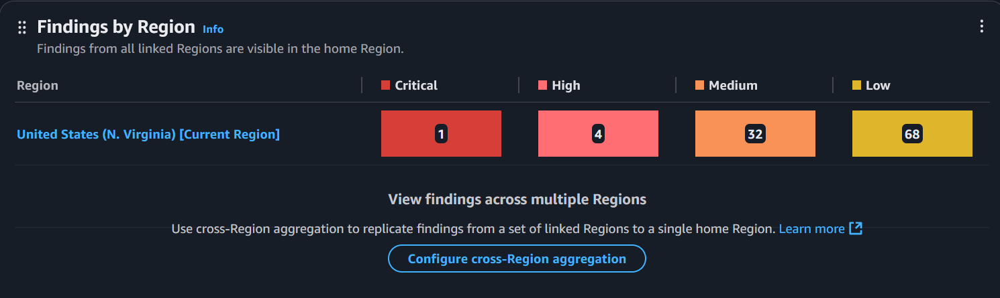 Findings by Region Info
Findings from all linked Regions are visible in the home Region.
Region Critical High Medium Low
United States (N. Virginia) [Current Region] 1 4 32 68
View findings across multiple Regions
Use cross-Region aggregation to replicate findings from a set of linked Regions to a single home Region. Learn more
Configure cross-Region aggregation